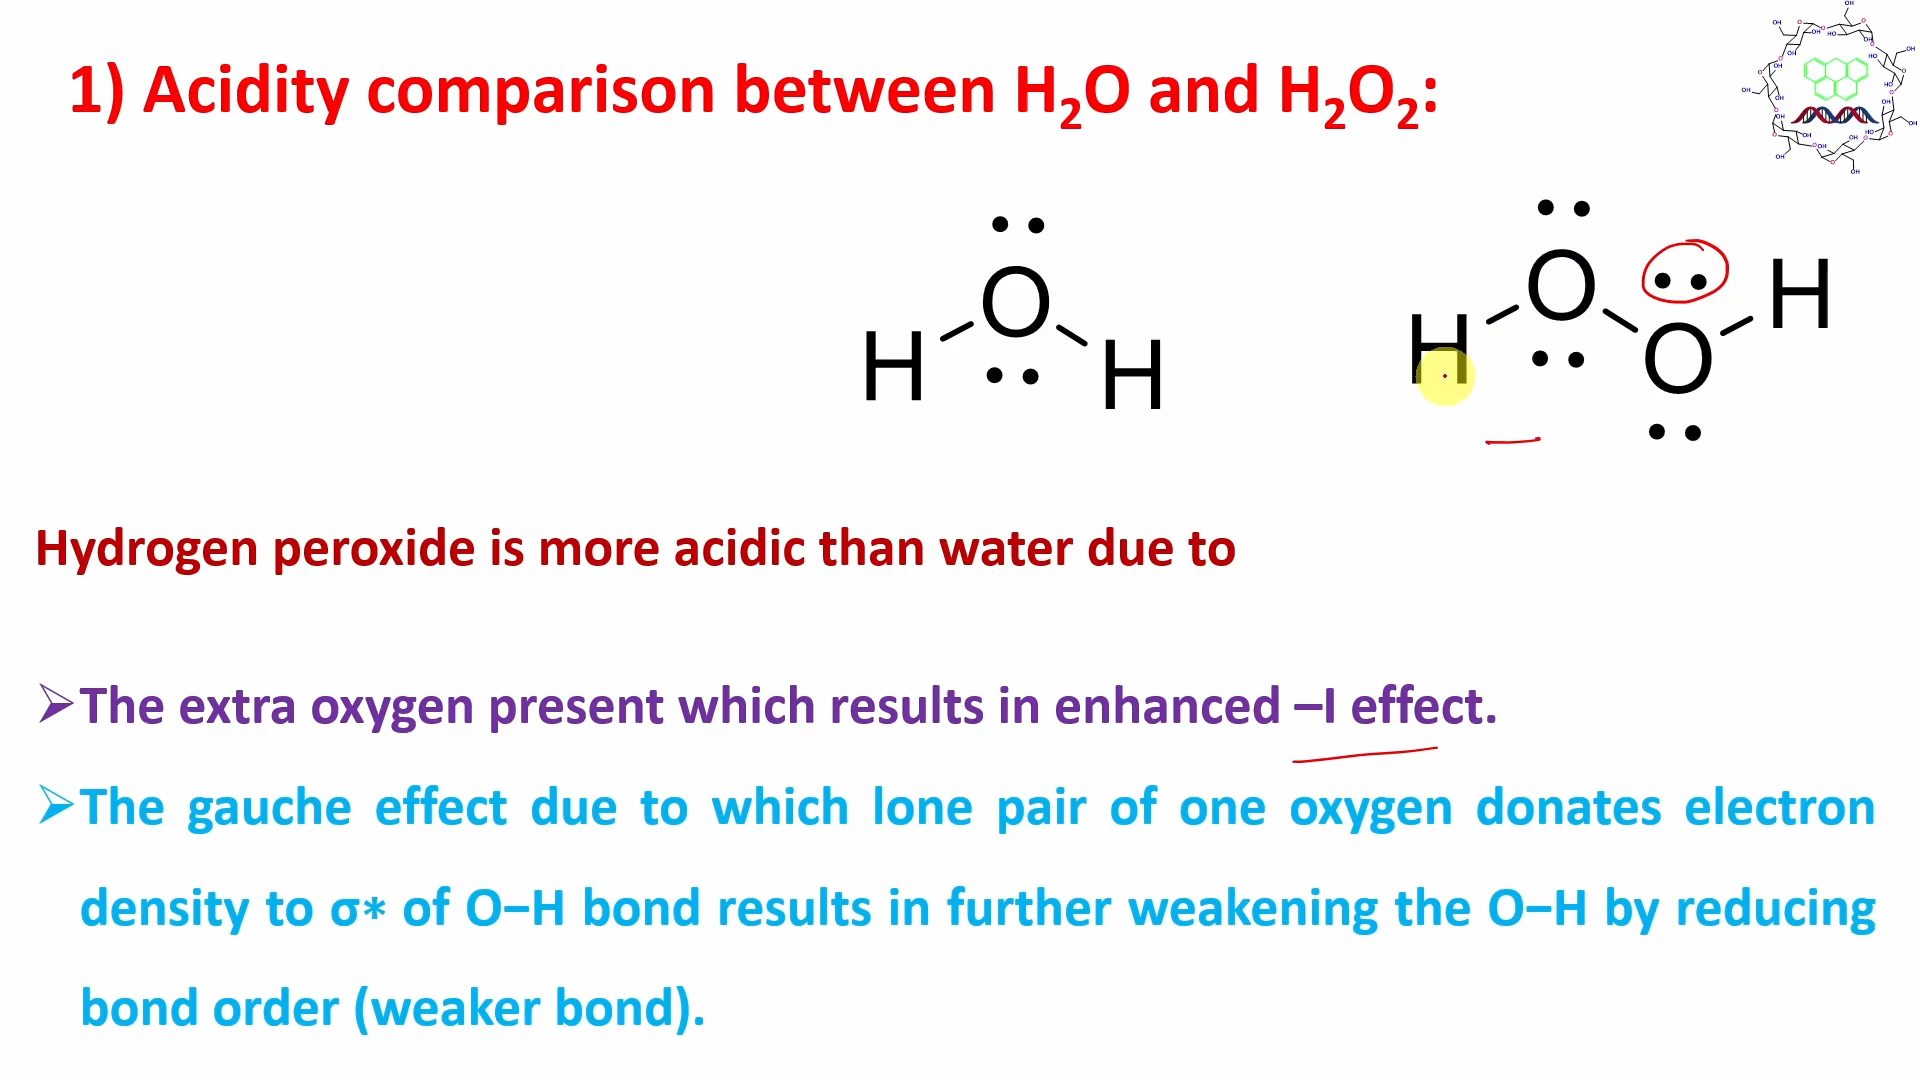 1) Acidity comparison between H₂O and H₂O₂:
H O H
H O O H
Hydrogen peroxide is more acidic than water due to
➢The extra oxygen present which results in enhanced –I effect.
➢The gauche effect due to which lone pair of one oxygen donates electron
density to σ* of O–H bond results in further weakening the O–H by reducing
bond order (weaker bond).